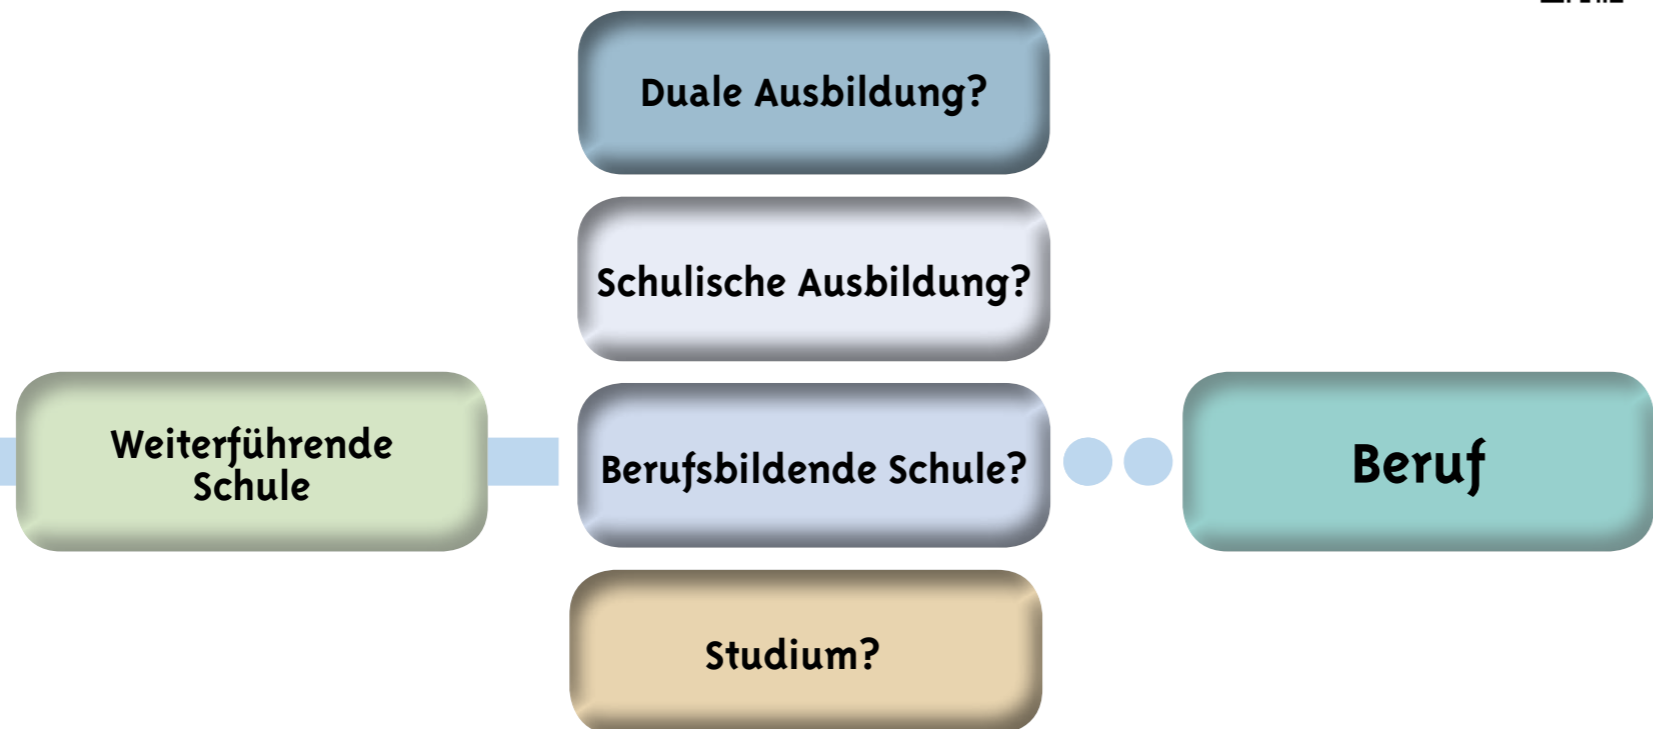 Duale Ausbildung?
Schulische Ausbildung?
Weiterführende
Schule
Berufsbildende Schule?
Beruf
Studium?